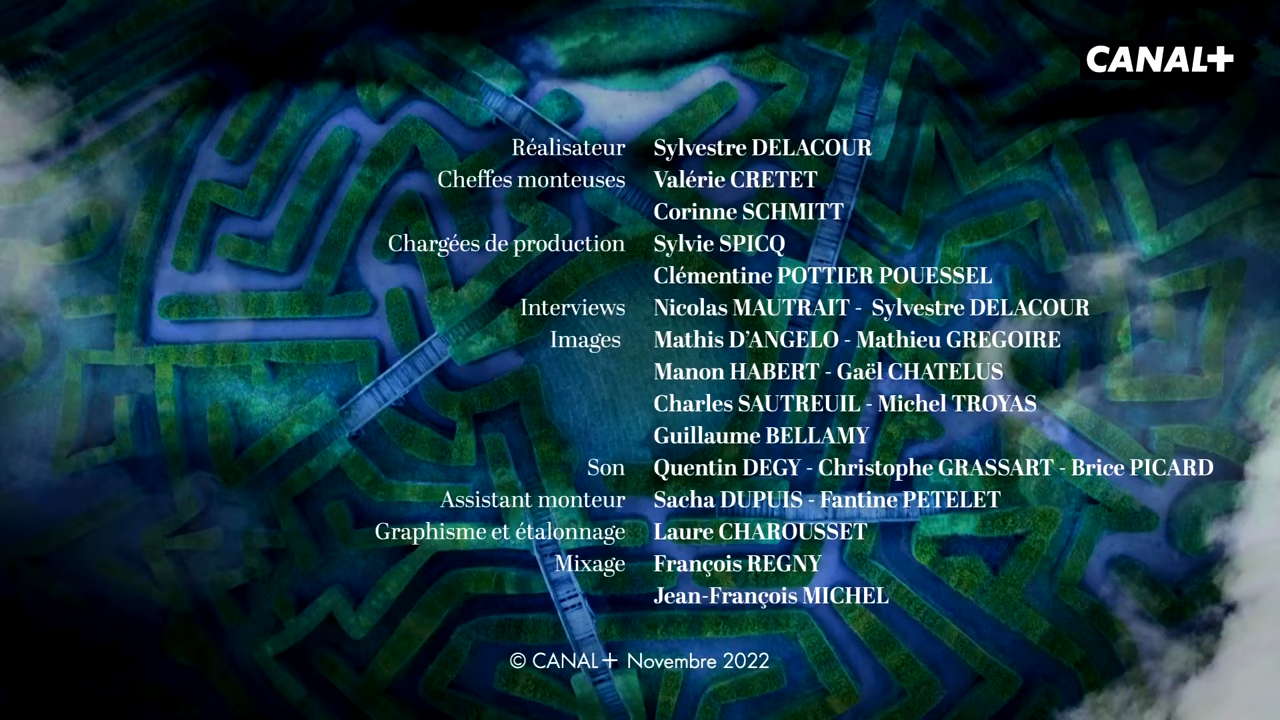 CANAL+
Réalisateur Sylvestre DELACOUR
Cheffes monteuses Valérie CRETET
Corinne SCHMITT
Chargées de production Sylvie SPICQ
Clémentine POTTIER POUESSEL
Interviews Nicolas MAUTRAIT - Sylvestre DELACOUR
Images Mathis D'ANGELO - Mathieu GREGOIRE
Manon HABERT - Gaël CHATELUS
Charles SAUTREUIL - Michel TROYAS
Guillaume BELLAMY
Son Quentin DEGY - Christophe GRASSART - Brice PICARD
Assistant monteur Sacha DUPUIS - Fantine PETELET
Graphisme et étalonnage Laure CHAROUSSET
Mixage François REGNY
Jean-François MICHEL
© CANAL+ Novembre 2022